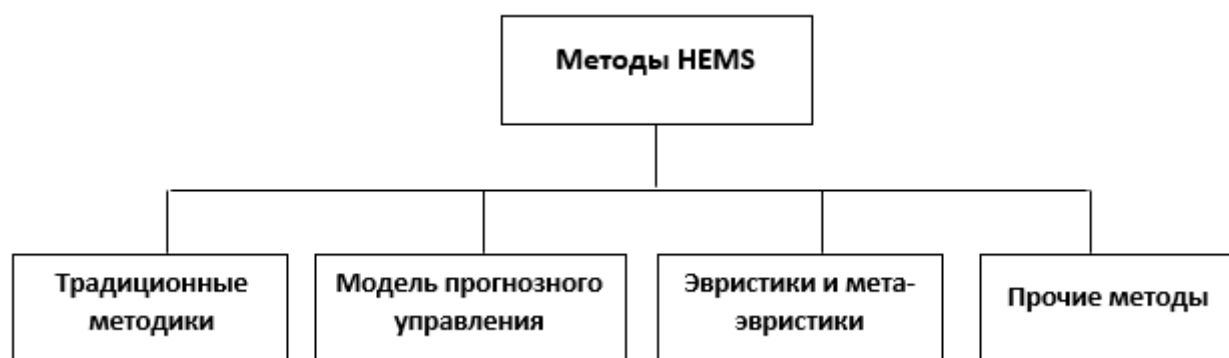 Методы HEMS
Традиционные
методики
Модель прогнозного
управления
Эвристики и мета-
эвристики
Прочие методы